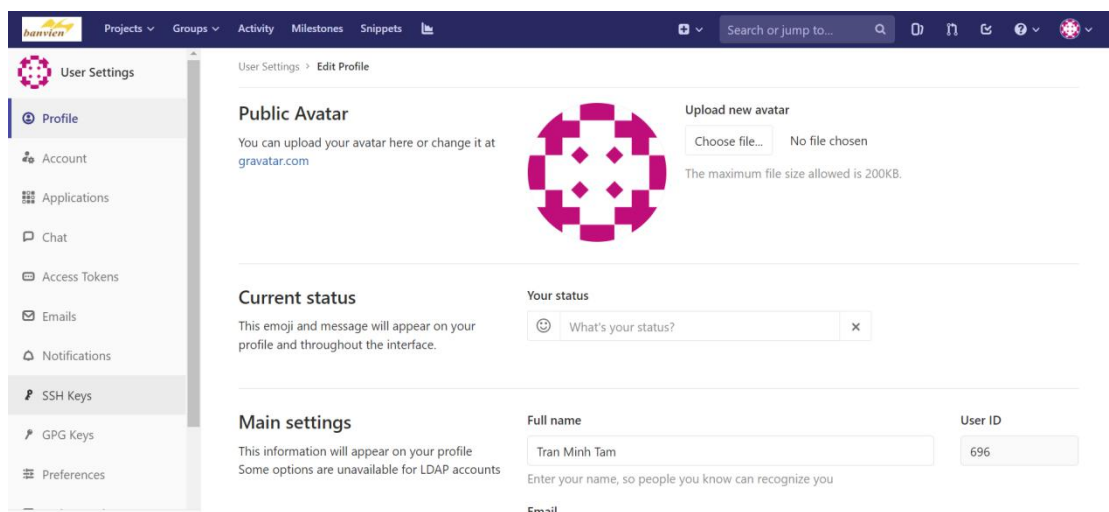 banvien
Projects Groups Activity Milestones Snippets
Search or jump to...
User Settings
Profile
Account
Applications
Chat
Access Tokens
Emails
Notifications
SSH Keys
GPG Keys
Preferences
User Settings > Edit Profile
Public Avatar
You can upload your avatar here or change it at
gravatar.com
Upload new avatar
Choose file... No file chosen
The maximum file size allowed is 200KB.
Current status
This emoji and message will appear on your
profile and throughout the interface.
Your status
What's your status?
Main settings
This information will appear on your profile
Some options are unavailable for LDAP accounts
Full name
Tran Minh Tam
Enter your name, so people you know can recognize you
User ID
696
Email